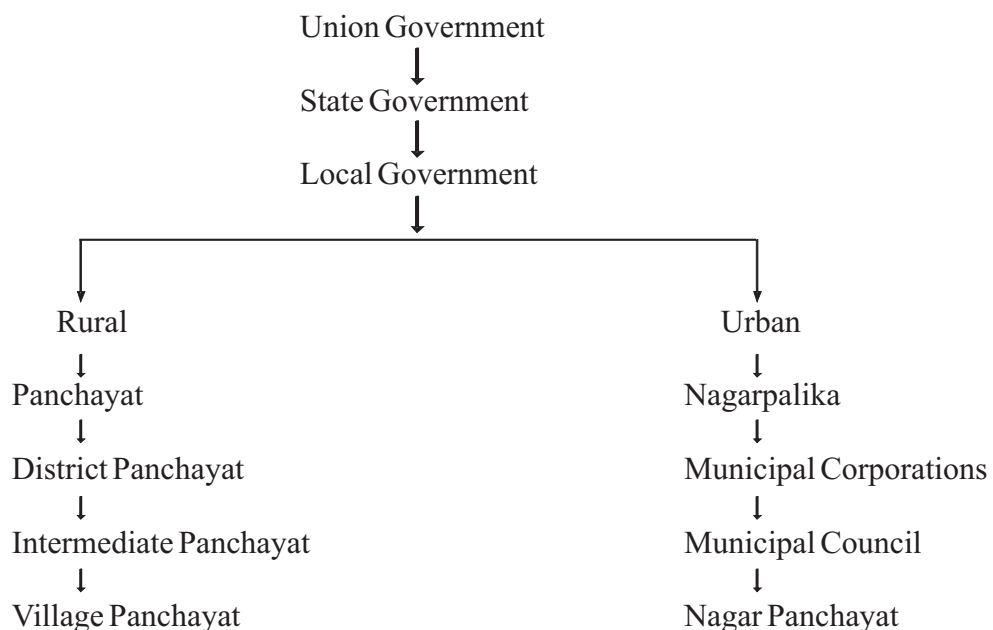 Union Government
State Government
Local Government
Rural
Urban
Panchayat
Nagarpalika
District Panchayat
Municipal Corporations
Intermediate Panchayat
Municipal Council
Village Panchayat
Nagar Panchayat